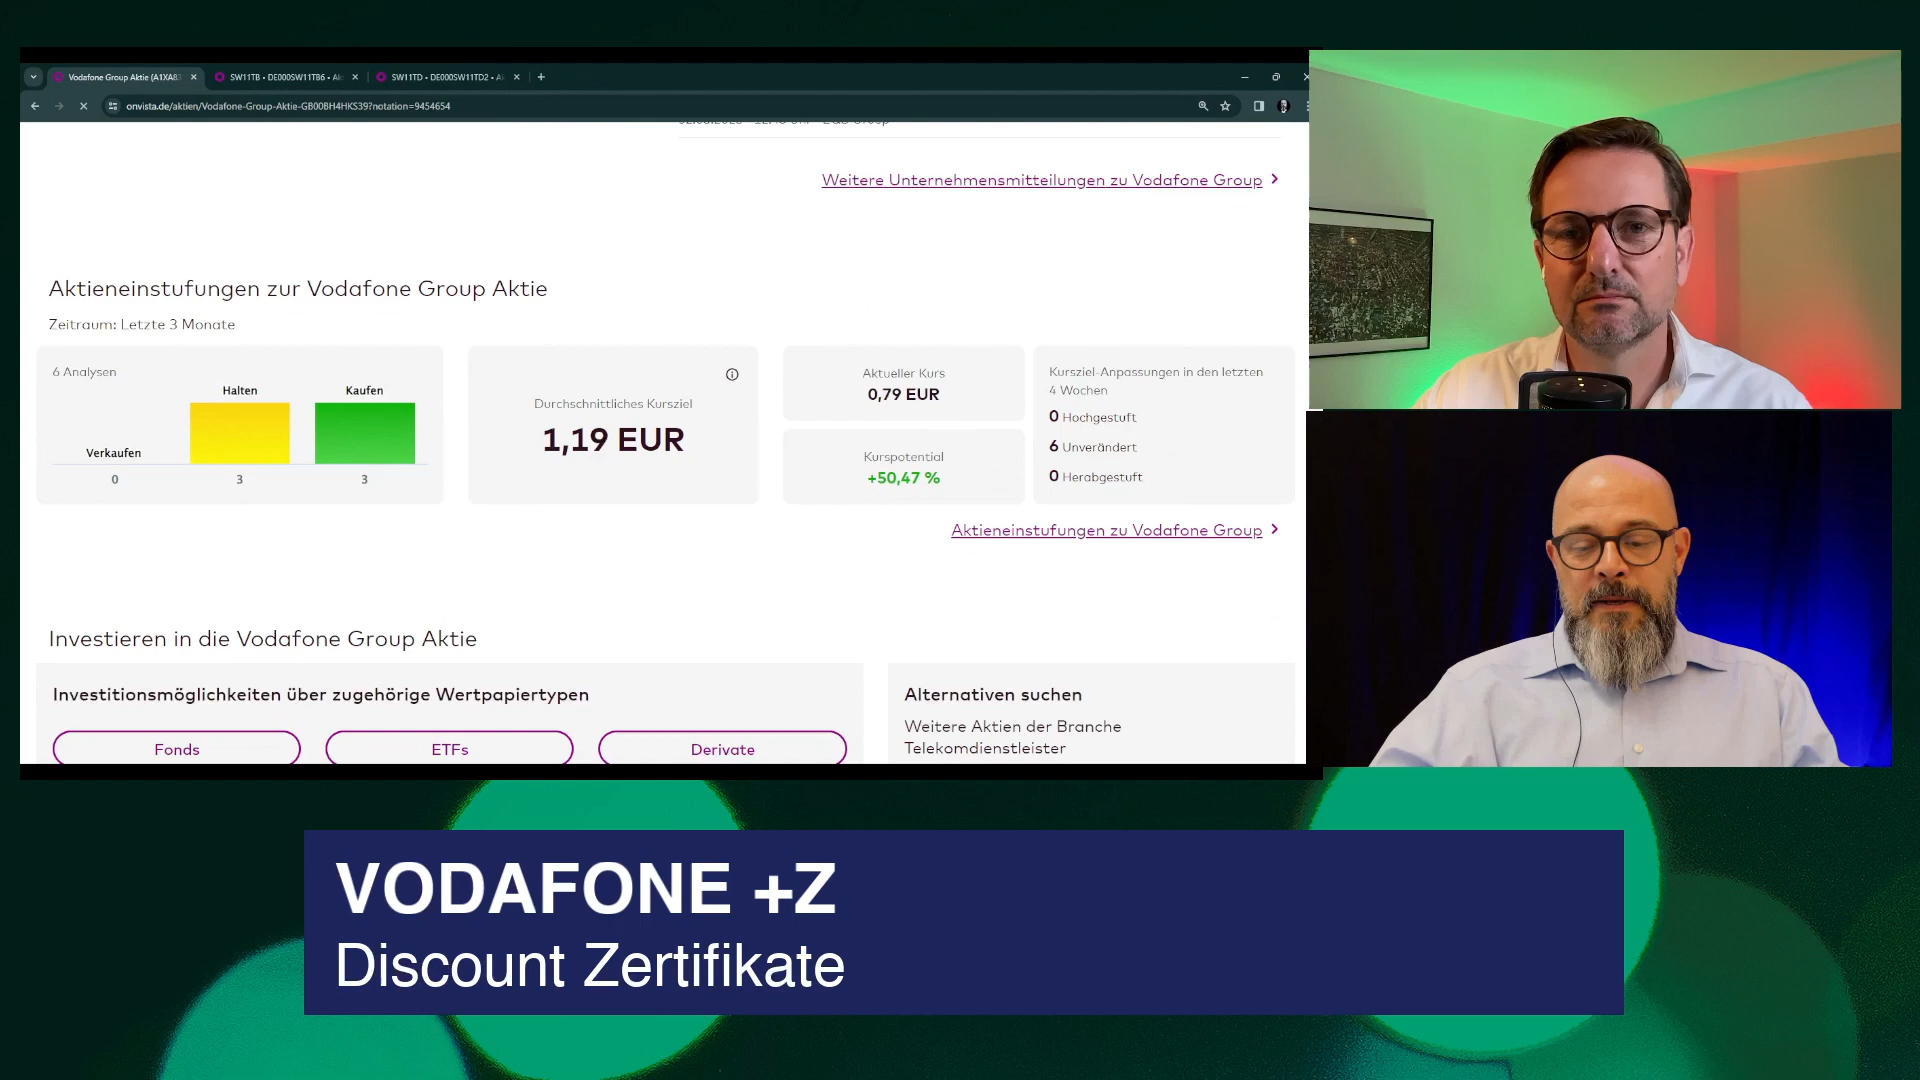 Vodafone Group Aktie (A1XA83
SW11TB • DE000SW11TB6 •
SW11TD • DE000SW11TD2 •
onvista.de/aktien/Vodafone-Group-Aktie-GB00BH4HKS39?notation=9454654
Weitere Unternehmensmitteilungen zu Vodafone Group
Aktieneinstufungen zur Vodafone Group Aktie
Zeitraum: Letzte 3 Monate
6 Analysen
Halten
Kaufen
Verkaufen
0
3
3
Durchschnittliches Kursziel
1,19 EUR
Aktueller Kurs
0,79 EUR
Kurspotential
+50,47 %
Kursziel-Anpassungen in den letzten
4 Wochen
0 Hochgestuft
6 Unverändert
0 Herabgestuft
Aktieneinstufungen zu Vodafone Group
Investieren in die Vodafone Group Aktie
Investitionsmöglichkeiten über zugehörige Wertpapiertypen
Fonds
ETFs
Derivate
Alternativen suchen
Weitere Aktien der Branche
Telekomdienstleister
VODAFONE +Z
Discount Zertifikate